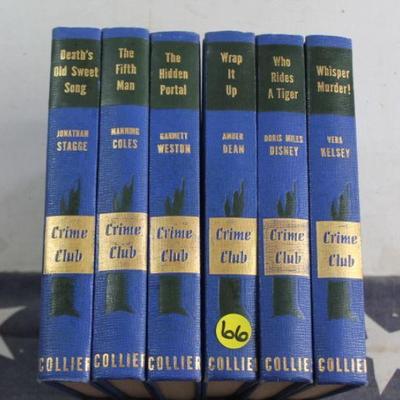 Death's
Old Sweet
Song
JONATHAN
STAGGE
Crime
Club
COLLIER
The
Fifth
Man
MANNING
COLES
Crime
Club
COLLIER
The
Hidden
Portal
GARNETT
WESTON
Crime
Club
COLLIER
Wrap
It
Up
AMBER
DEAN
Crime
Club
66
COLLIER
Who
Rides
A Tiger
DORIS MILES
DISNEY
Crime
Club
COLLIER
Whisper
Murder!
VERA
KELSEY
Crime
Club
COLLIER